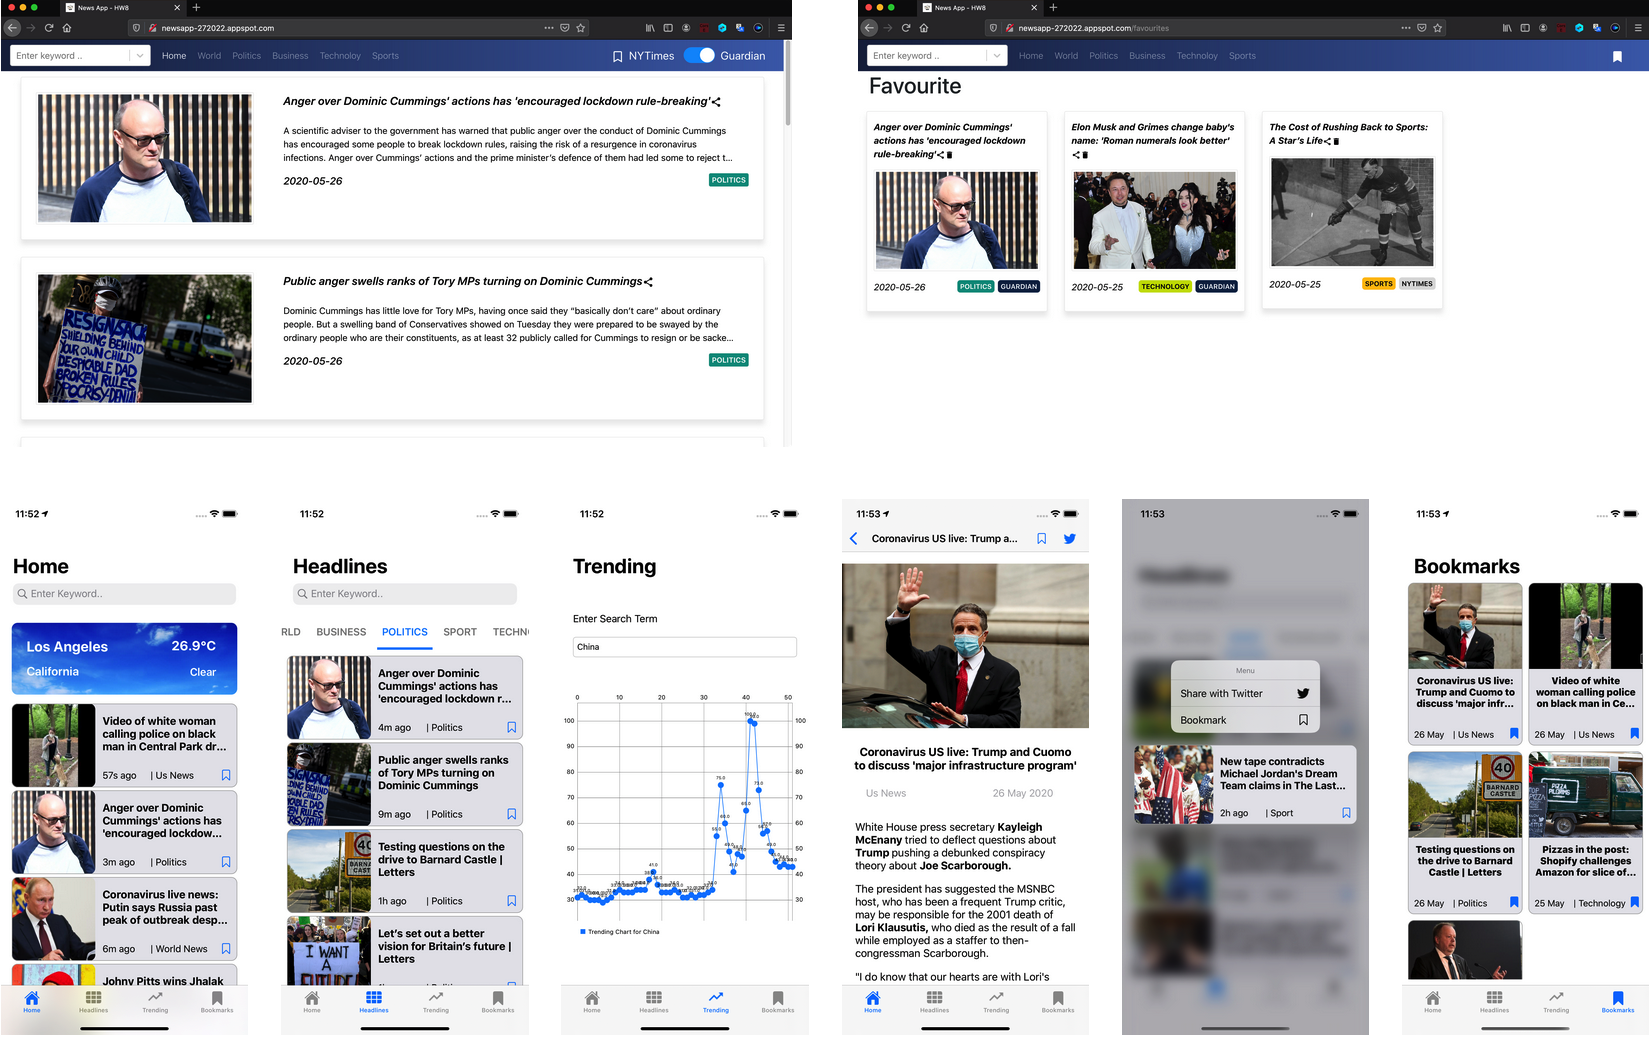 News App - HW8
newsapp-272022.appspot.com
Enter keyword ..
Home World Politics Business Technoloy Sports
NYTimes Guardian
Anger over Dominic Cummings' actions has 'encouraged lockdown rule-breaking'
A scientific adviser to the government has warned that public anger over the conduct of Dominic Cummings
has encouraged some people to break lockdown rules, raising the risk of a resurgence in coronavirus
infections. Anger over Cummings' actions and the prime minister's defence of them had led some to reject t...
2020-05-26
POLITICS
Public anger swells ranks of Tory MPs turning on Dominic Cummings
Dominic Cummings has little love for Tory MPs, having once said they “basically don't care” about ordinary
people. But a swelling band of Conservatives showed on Tuesday they were prepared to be swayed by the
ordinary people who are their constituents, as at least 32 publicly called for Cummings to resign or be sacke...
2020-05-26
POLITICS
RESIGN/SACK
SHIELDING BEHIND
YOUR OWN CHILD
DESPICABLE DAD
BROKEN RULES
News App - HW8
newsapp-272022.appspot.com/favourites
Enter keyword ..
Home World Politics Business Technoloy Sports
Favourite
Anger over Dominic Cummings'
actions has 'encouraged lockdown
rule-breaking'
2020-05-26
POLITICS GUARDIAN
Elon Musk and Grimes change baby's
name: 'Roman numerals look better'
2020-05-25
TECHNOLOGY GUARDIAN
The Cost of Rushing Back to Sports:
A Star's Life
2020-05-25
SPORTS NYTIMES
11:52
Home
Enter Keyword..
Los Angeles 26.9°C
California Clear
Video of white woman
calling police on black
man in Central Park dr...
57s ago | Us News
Anger over Dominic
Cummings' actions has
'encouraged lockdow...
3m ago | Politics
Coronavirus live news:
Putin says Russia past
peak of outbreak desp...
6m ago | World News
Johny Pitts wins Jhalak
Home Headlines Trending Bookmarks
11:52
Headlines
Enter Keyword..
RLD BUSINESS POLITICS SPORT TECHN
Anger over Dominic
Cummings' actions has
'encouraged lockdown r...
4m ago | Politics
Public anger swells ranks
of Tory MPs turning on
Dominic Cummings
9m ago | Politics
Testing questions on the
drive to Barnard Castle |
Letters
1h ago | Politics
Let's set out a better
vision for Britain's future |
Letters
I WANT
A FUTURE
Home Headlines Trending Bookmarks
11:52
Trending
Enter Search Term
China
0 10 20 30 40 50
100 100
90 90
80 80
70 70
60 60
50 50
40 40
30 30
Trending Chart for China
Home Headlines Trending Bookmarks
11:53
Coronavirus US live: Trump a...
Coronavirus US live: Trump and Cuomo
to discuss 'major infrastructure program'
Us News 26 May 2020
White House press secretary Kayleigh
McEnany tried to deflect questions about
Trump pushing a debunked conspiracy
theory about Joe Scarborough.
The president has suggested the MSNBC
host, who has been a frequent Trump critic,
may be responsible for the 2001 death of
Lori Klausutis, who died as the result of a fall
while employed as a staffer to then-
congressman Scarborough.
"I do know that our hearts are with Lori's
Home Headlines Trending Bookmarks
11:53
Menu
Share with Twitter
Bookmark
New tape contradicts
Michael Jordan's Dream
Team claims in The Last...
2h ago | Sport
11:53
Bookmarks
Coronavirus US live:
Trump and Cuomo to
discuss 'major infr...
26 May | Us News
Video of white
woman calling police
on black man in Ce...
26 May | Us News
40
BARNARD
CASTLE
Testing questions on
the drive to Barnard
Castle | Letters
26 May | Politics
Pizzas in the post:
Shopify challenges
Amazon for slice of...
25 May | Technology
Home Headlines Trending Bookmarks